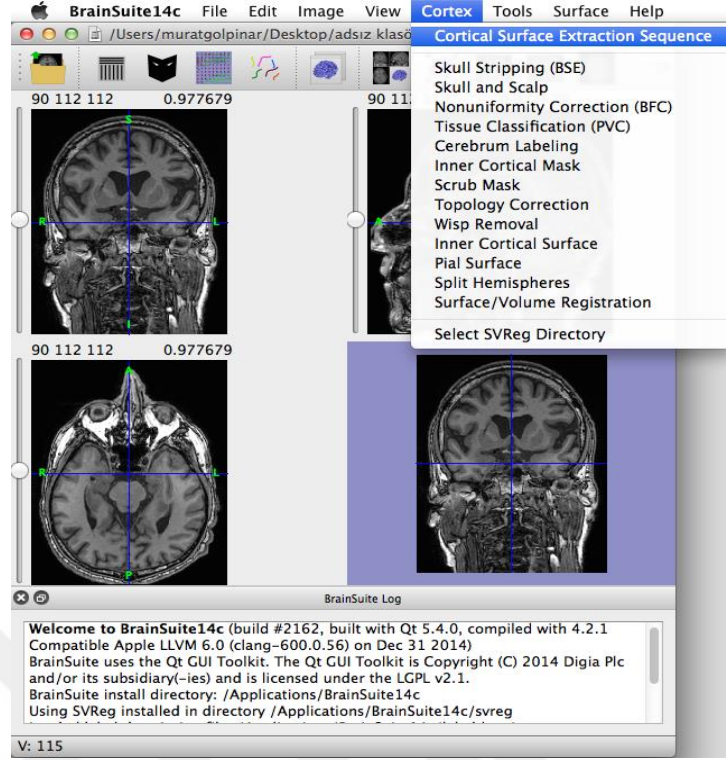 BrainSuite14c File Edit Image View Cortex Tools Surface Help
/Users/muratgolpinar/Desktop/adsız klasö
Cortical Surface Extraction Sequence
Skull Stripping (BSE)
Skull and Scalp
Nonuniformity Correction (BFC)
Tissue Classification (PVC)
Cerebrum Labeling
Inner Cortical Mask
Scrub Mask
Topology Correction
Wisp Removal
Inner Cortical Surface
Pial Surface
Split Hemispheres
Surface/Volume Registration
Select SVReg Directory
90 112 112 0.977679
90 11
S
R L
I
A
90 112 112 0.977679
A
R L
P
BrainSuite Log
Welcome to BrainSuite14c (build #2162, built with Qt 5.4.0, compiled with 4.2.1
Compatible Apple LLVM 6.0 (clang-600.0.56) on Dec 31 2014)
BrainSuite uses the Qt GUI Toolkit. The Qt GUI Toolkit is Copyright (C) 2014 Digia Plc
and/or its subsidiary(-ies) and is licensed under the LGPL v2.1.
BrainSuite install directory: /Applications/BrainSuite14c
Using SVReg installed in directory /Applications/BrainSuite14c/svreg
V: 115